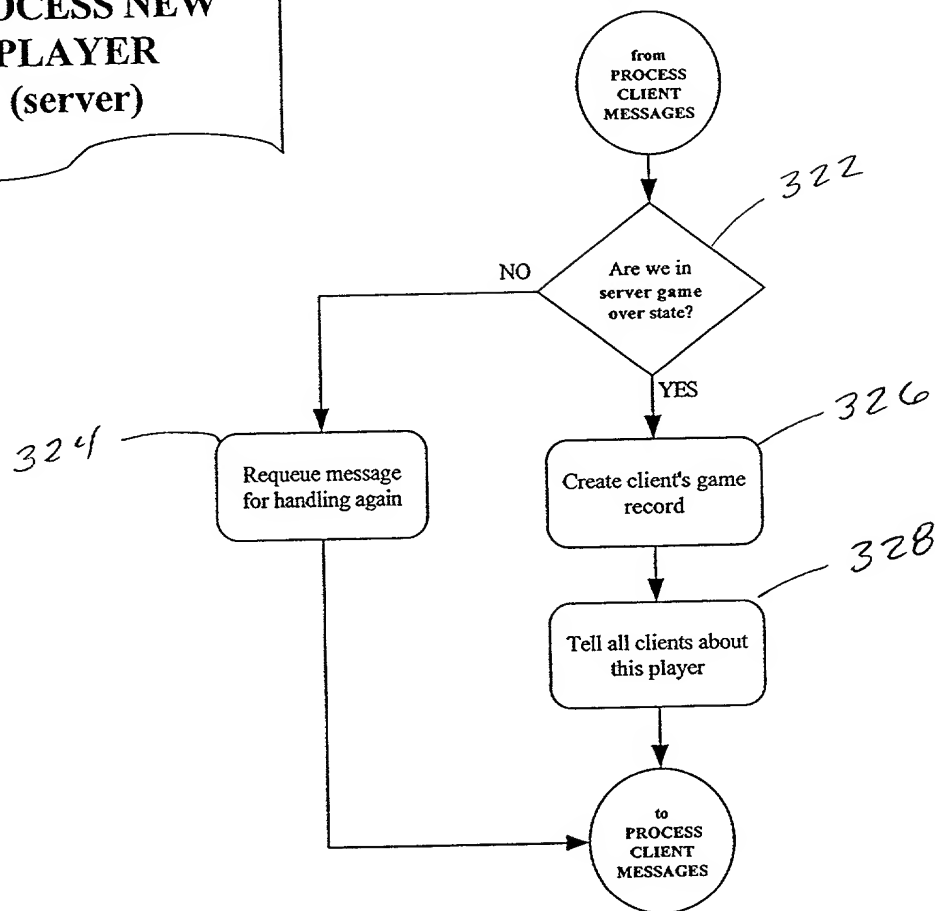 PLAYER
(server)
from
PROCESS
CLIENT
MESSAGES
322
Are we in
server game
over state?
NO
YES
324
Requeue message
for handling again
326
Create client's game
record
328
Tell all clients about
this player
to
PROCESS
CLIENT
MESSAGES